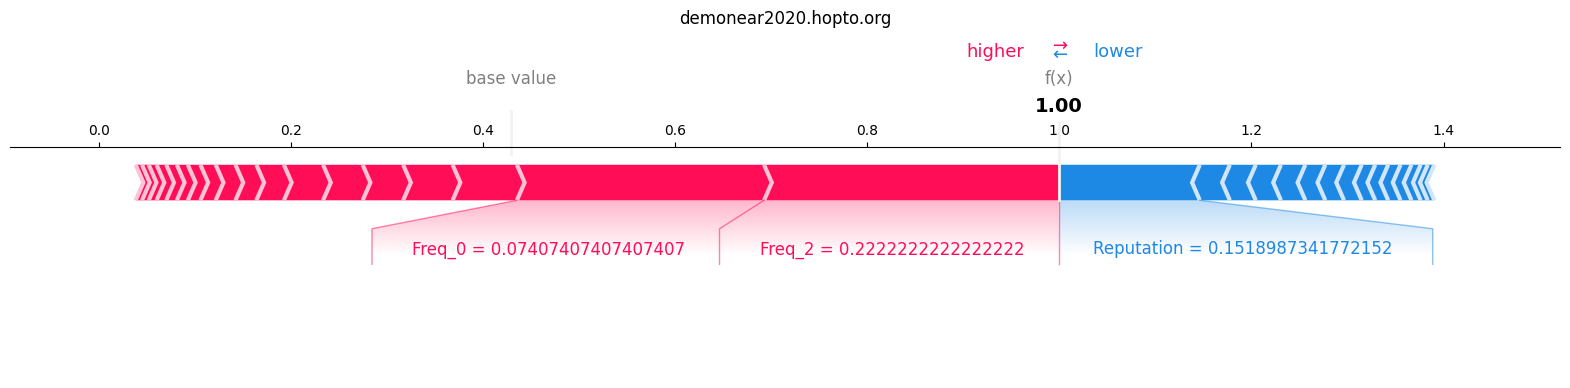 demonear2020.hopto.org
higher ⇄ lower
base value f(x)
1.00
0.0 0.2 0.4 0.6 0.8 1.0 1.2 1.4
Freq_0 = 0.07407407407407407 Freq_2 = 0.2222222222222222 Reputation = 0.1518987341772152